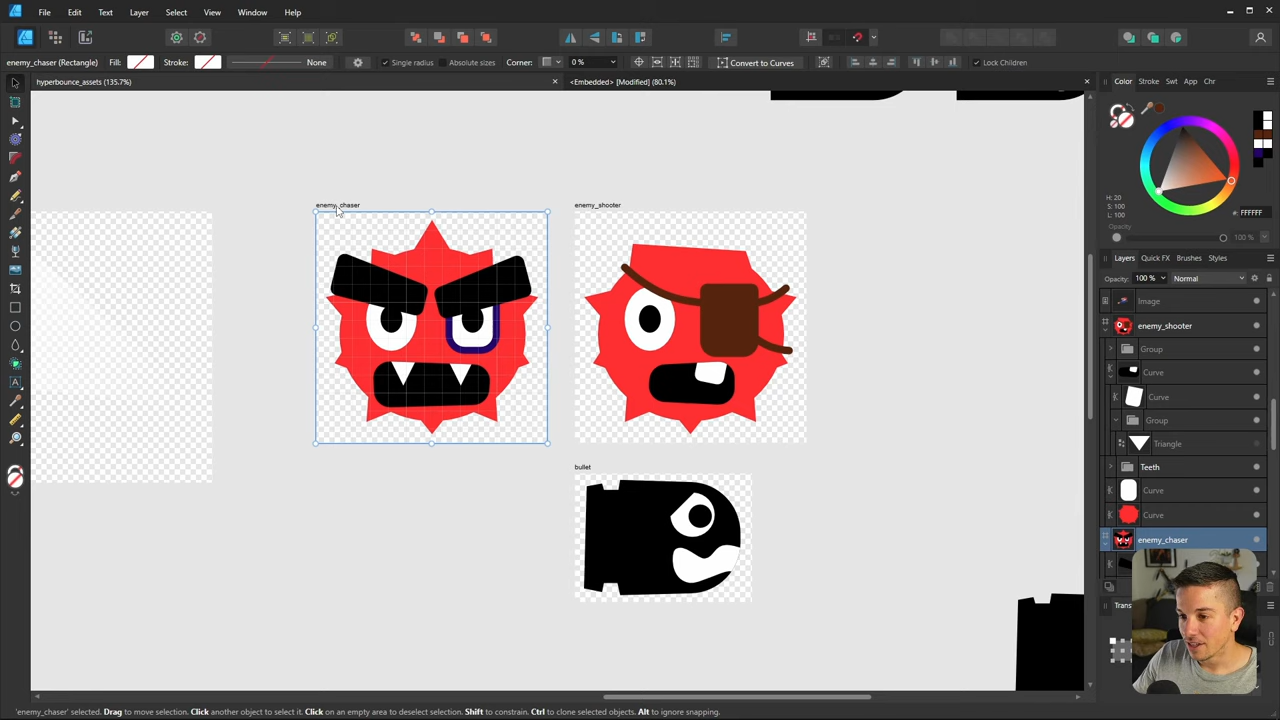 File Edit Text Layer Select View Window Help
enemy_chaser (Rectangle) Fill: Stroke: None Single radius Absolute sizes Corner: 0 % Convert to Curves Lock Children
hyperbounce_assets (135.7%) <Embedded> [Modified] (80.1%)
Color Stroke Swt App Chr
H: 20
S: 100
L: 100
#: FFFFFF
Opacity
100 %
Layers Quick FX Brushes Styles
Opacity: 100 % Normal
Image
enemy_shooter
Group
Curve
Curve
Group
Triangle
Teeth
Curve
Curve
enemy_chaser
enemy_chaser
enemy_shooter
bullet
'enemy_chaser' selected. Drag to move selection. Click another object to select it. Click on an empty area to deselect selection. Shift to constrain. Ctrl to clone selected objects. Alt to ignore snapping.